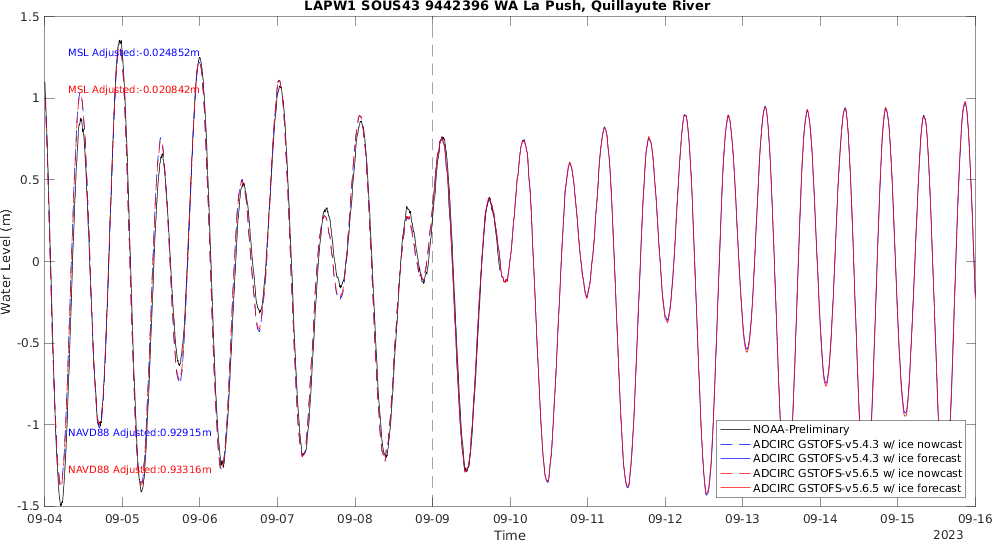 LAPW1 SOUS43 9442396 WA La Push, Quillayute River
MSL Adjusted:-0.024852m
MSL Adjusted:-0.020842m
NAVD88 Adjusted:0.92915m
NAVD88 Adjusted:0.93316m
Water Level (m)
1.5
1
0.5
0
-0.5
-1
-1.5
NOAA-Preliminary
ADCIRC GSTOFS-v5.4.3 w/ ice nowcast
ADCIRC GSTOFS-v5.4.3 w/ ice forecast
ADCIRC GSTOFS-v5.6.5 w/ ice nowcast
ADCIRC GSTOFS-v5.6.5 w/ ice forecast
09-04 09-05 09-06 09-07 09-08 09-09 09-10 09-11 09-12 09-13 09-14 09-15 09-16
Time
2023